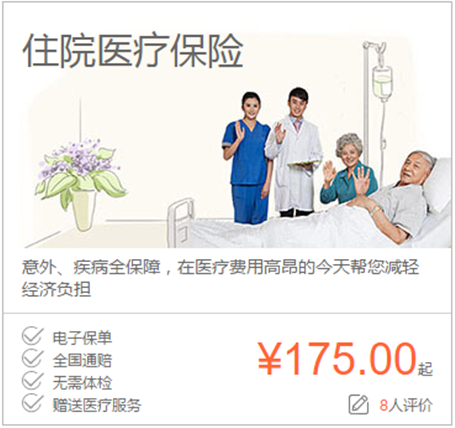 住院医疗保险
意外、疾病全保障，在医疗费用高昂的今天帮您减轻
经济负担
电子保单
全国通赔
无需体检
赠送医疗服务
¥175.00起
8人评价